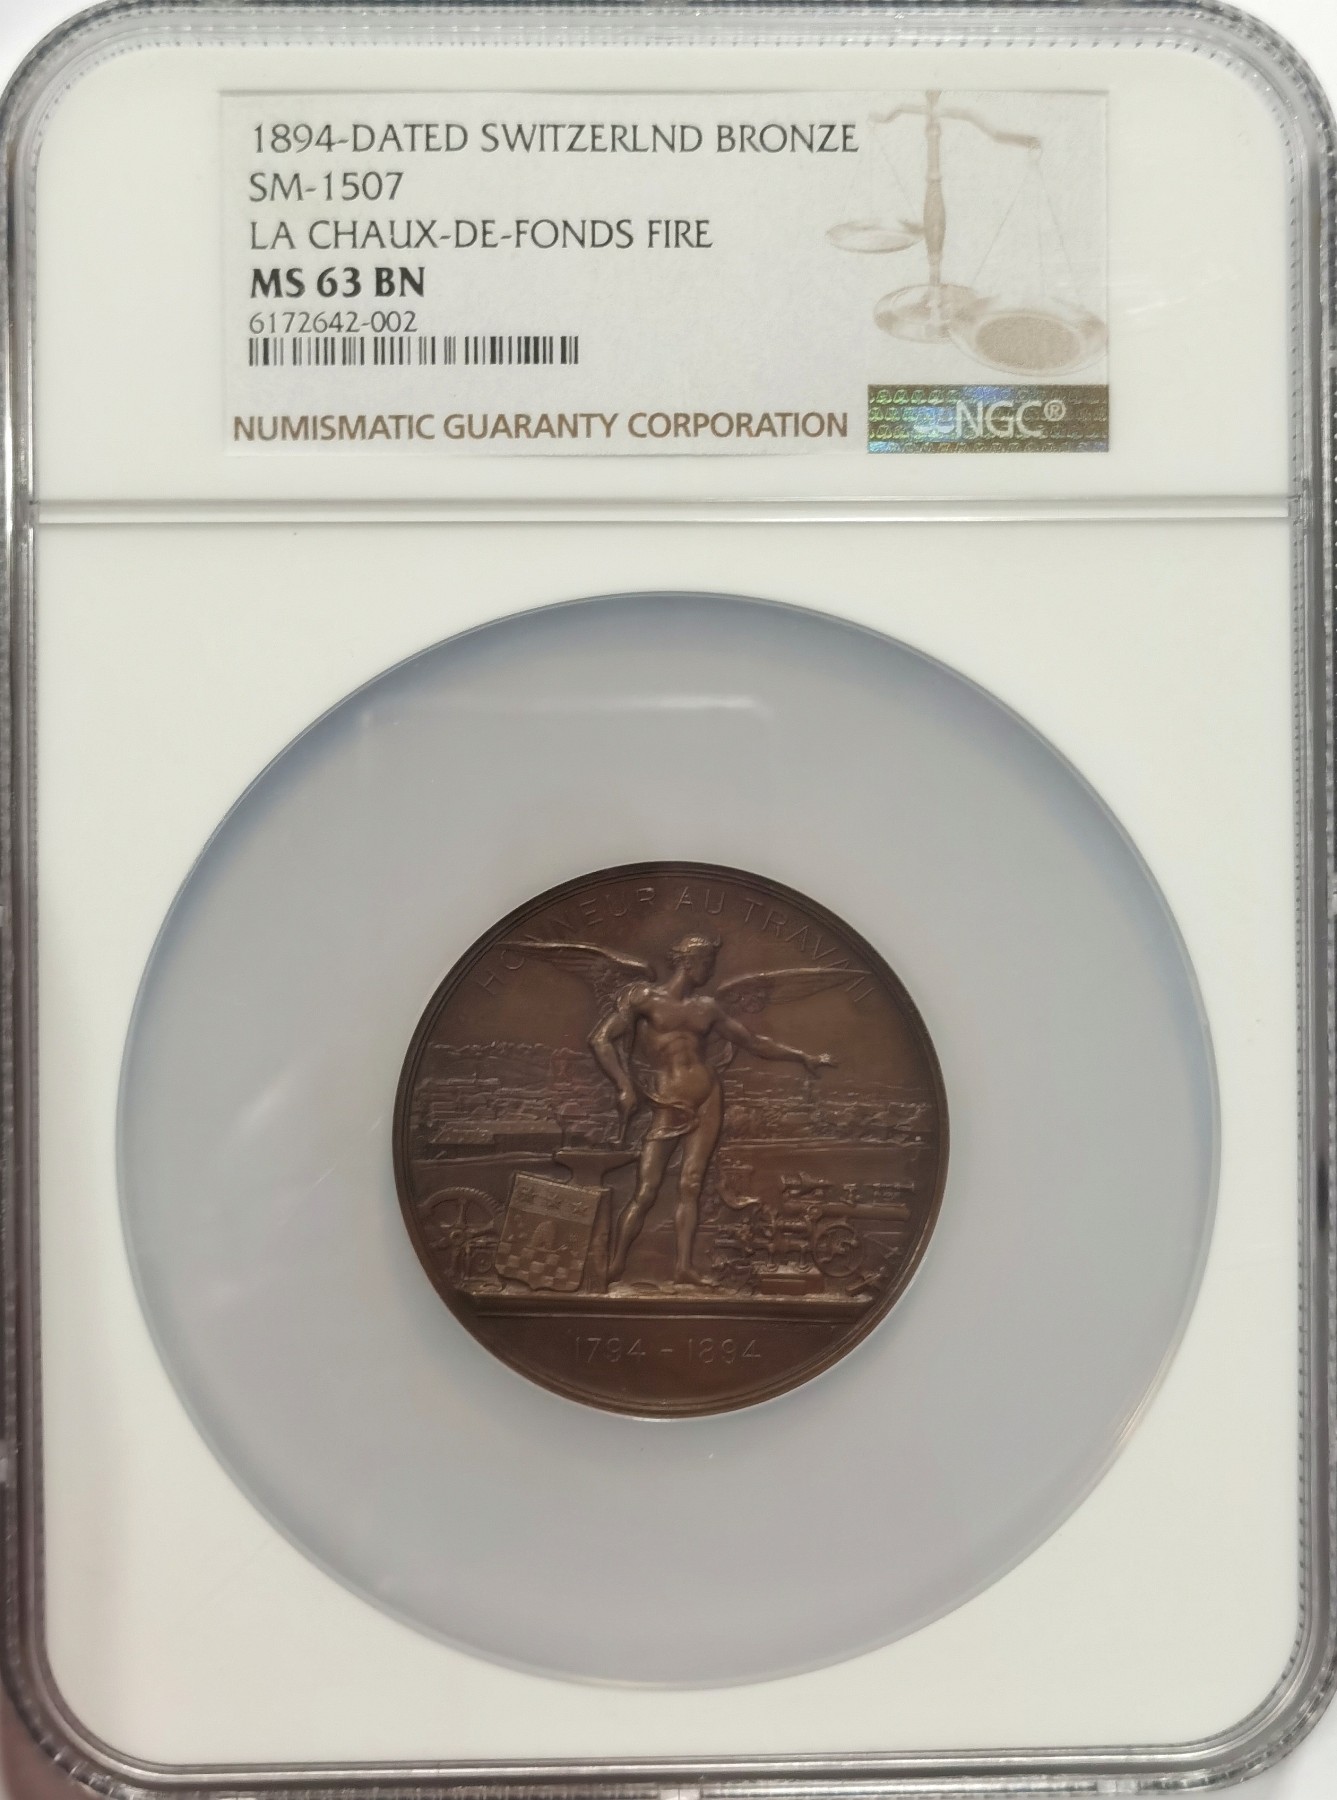 1894-DATED SWITZERLND BRONZE
SM-1507
LA CHAUX-DE-FONDS FIRE
MS 63 BN
6172642-002
NUMISMATIC GUARANTY CORPORATION
NGC®
HONNEUR AU TRAVAIL
1794-1894